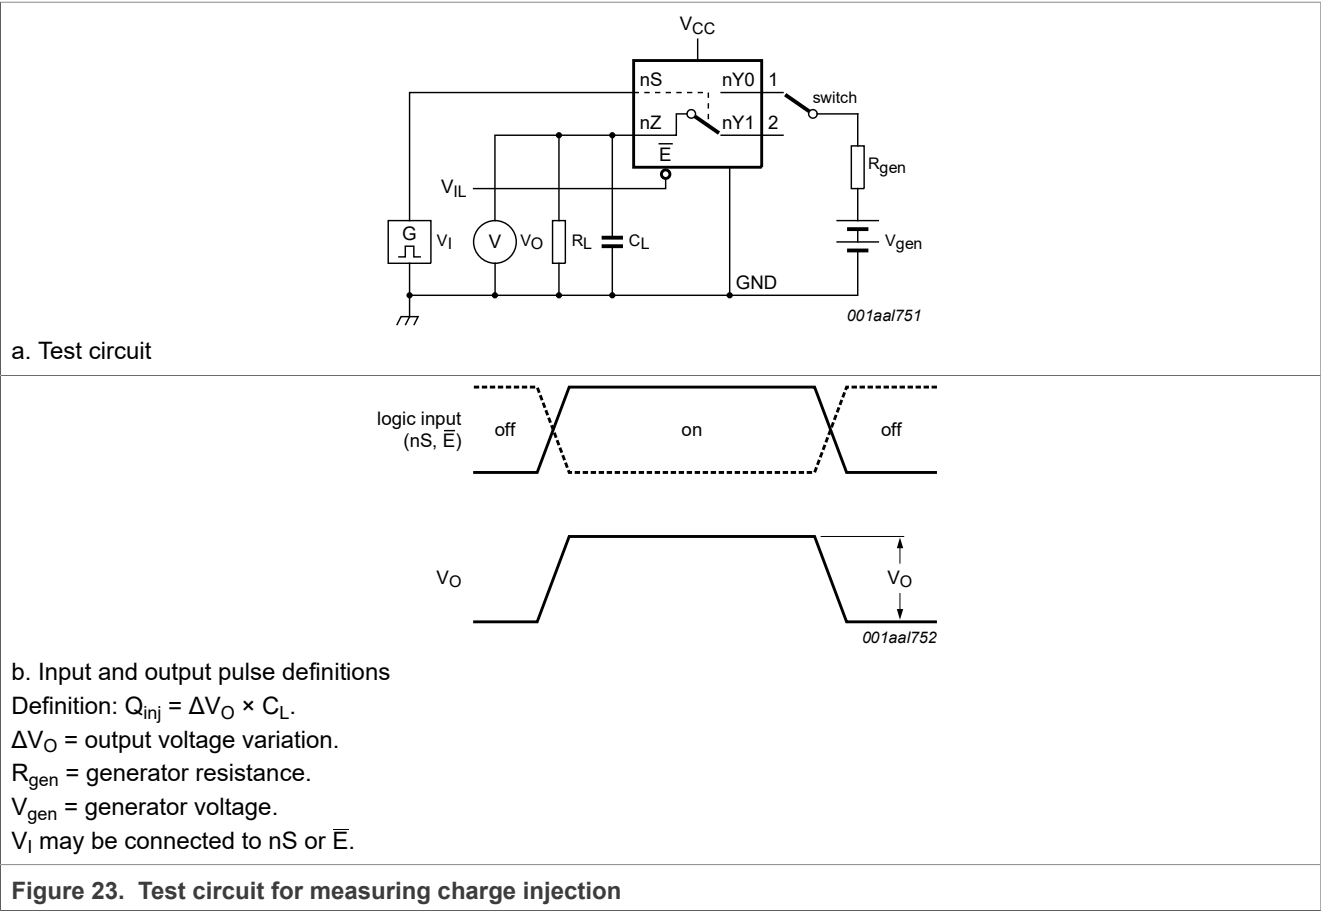 VCC
nS
nY0
1
switch
nZ
nY1
2
E̅
Rgen
VIL
G
VI
V
VO
RL
CL
Vgen
GND
001aal751
a. Test circuit
logic input
(nS, E̅)
off
on
off
VO
VO
001aal752
b. Input and output pulse definitions
Definition: Qinj = ΔVO × CL.
ΔVO = output voltage variation.
Rgen = generator resistance.
Vgen = generator voltage.
VI may be connected to nS or E̅.
Figure 23. Test circuit for measuring charge injection